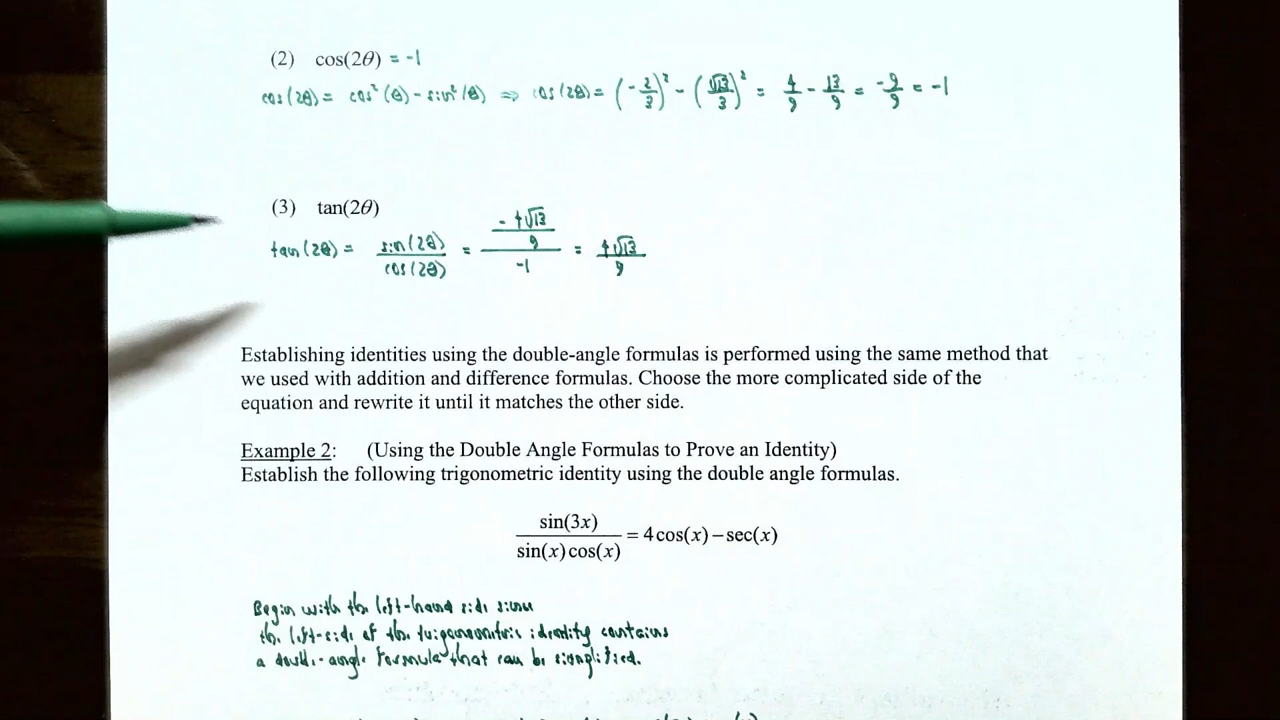 (2) cos(2θ) = -1
cos(2θ) = cos²(θ) - sin²(θ) ⇒ cos(2θ) = (-2/3)² - (√13/3)² = 4/9 - 13/9 = -9/9 = -1
(3) tan(2θ)
tan(2θ) = sin(2θ)/cos(2θ) = (-4√13/9)/-1 = 4√13/9
Establishing identities using the double-angle formulas is performed using the same method that
we used with addition and difference formulas. Choose the more complicated side of the
equation and rewrite it until it matches the other side.
Example 2: (Using the Double Angle Formulas to Prove an Identity)
Establish the following trigonometric identity using the double angle formulas.
sin(3x)/sin(x)cos(x) = 4cos(x) − sec(x)
Begin with the left-hand side since
the left-side of the trigonometric identity contains
a double-angle formula that can be simplified.